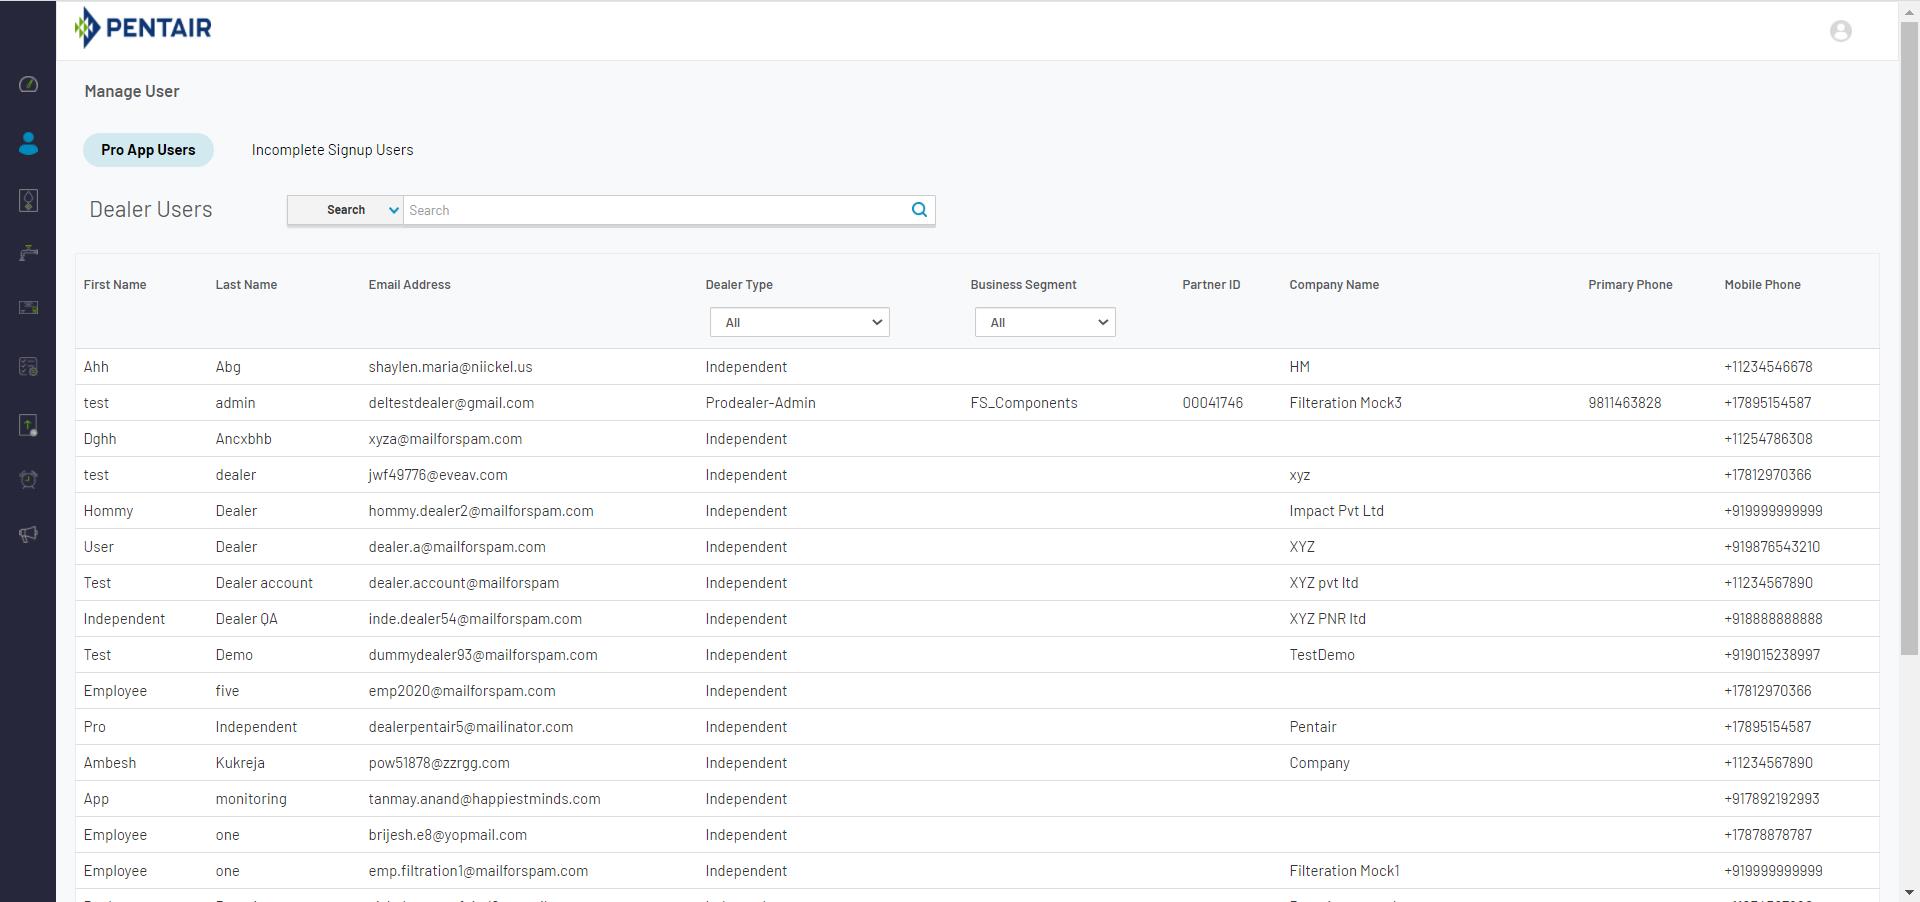 PENTAIR
Manage User
Pro App Users Incomplete Signup Users
Dealer Users Search Search
First Name Last Name Email Address Dealer Type Business Segment Partner ID Company Name Primary Phone Mobile Phone
All All
Ahh Abg shaylen.maria@niickel.us Independent HM +11234546678
test admin deltestdealer@gmail.com Prodealer-Admin FS_Components 00041746 Filteration Mock3 9811463828 +17895154587
Dghh Ancxbhb xyza@mailforspam.com Independent +11254786308
test dealer jwf49776@eveav.com Independent xyz +17812970366
Hommy Dealer hommy.dealer2@mailforspam.com Independent Impact Pvt Ltd +919999999999
User Dealer dealer.a@mailforspam.com Independent XYZ +919876543210
Test Dealer account dealer.account@mailforspam Independent XYZ pvt ltd +11234567890
Independent Dealer QA inde.dealer54@mailforspam.com Independent XYZ PNR ltd +918888888888
Test Demo dummydealer93@mailforspam.com Independent TestDemo +919015238997
Employee five emp2020@mailforspam.com Independent +17812970366
Pro Independent dealerpentair5@mailinator.com Independent Pentair +17895154587
Ambesh Kukreja pow51878@zzrgg.com Independent Company +11234567890
App monitoring tanmay.anand@happiestminds.com Independent +917892192993
Employee one brijesh.e8@yopmail.com Independent +17878878787
Employee one emp.filtration1@mailforspam.com Independent Filteration Mock1 +919999999999